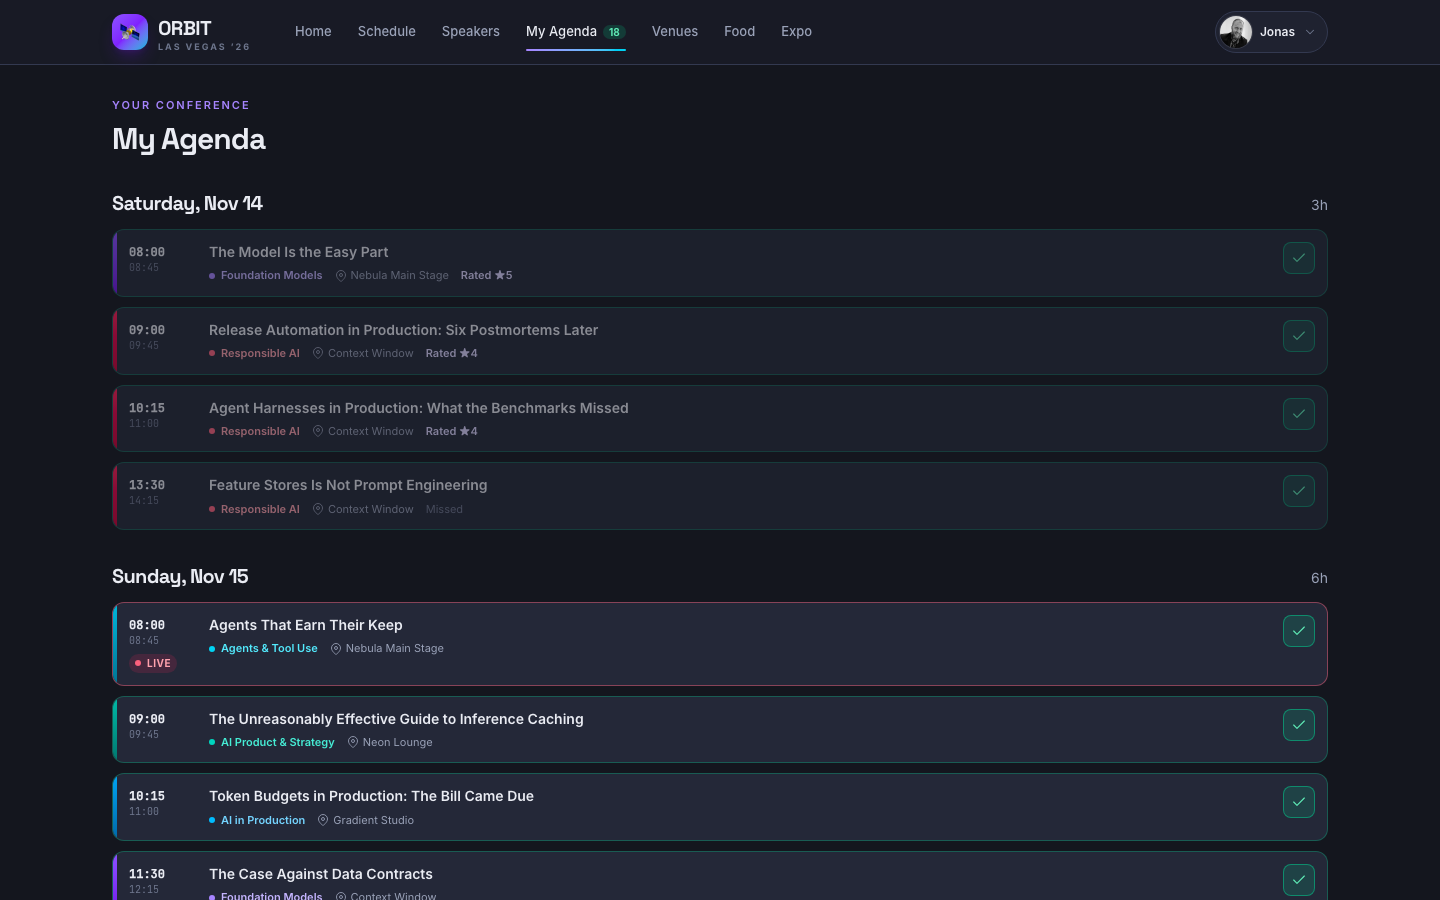 ORBIT
LAS VEGAS '26
Home
Schedule
Speakers
My Agenda 18
Venues
Food
Expo
Jonas
YOUR CONFERENCE
My Agenda
Saturday, Nov 14
3h
08:00
08:45
The Model Is the Easy Part
Foundation Models
Nebula Main Stage
Rated ★5
09:00
09:45
Release Automation in Production: Six Postmortems Later
Responsible AI
Context Window
Rated ★4
10:15
11:00
Agent Harnesses in Production: What the Benchmarks Missed
Responsible AI
Context Window
Rated ★4
13:30
14:15
Feature Stores Is Not Prompt Engineering
Responsible AI
Context Window
Missed
Sunday, Nov 15
6h
08:00
08:45
LIVE
Agents That Earn Their Keep
Agents & Tool Use
Nebula Main Stage
09:00
09:45
The Unreasonably Effective Guide to Inference Caching
AI Product & Strategy
Neon Lounge
10:15
11:00
Token Budgets in Production: The Bill Came Due
AI in Production
Gradient Studio
11:30
12:15
The Case Against Data Contracts
Foundation Models
Context Window